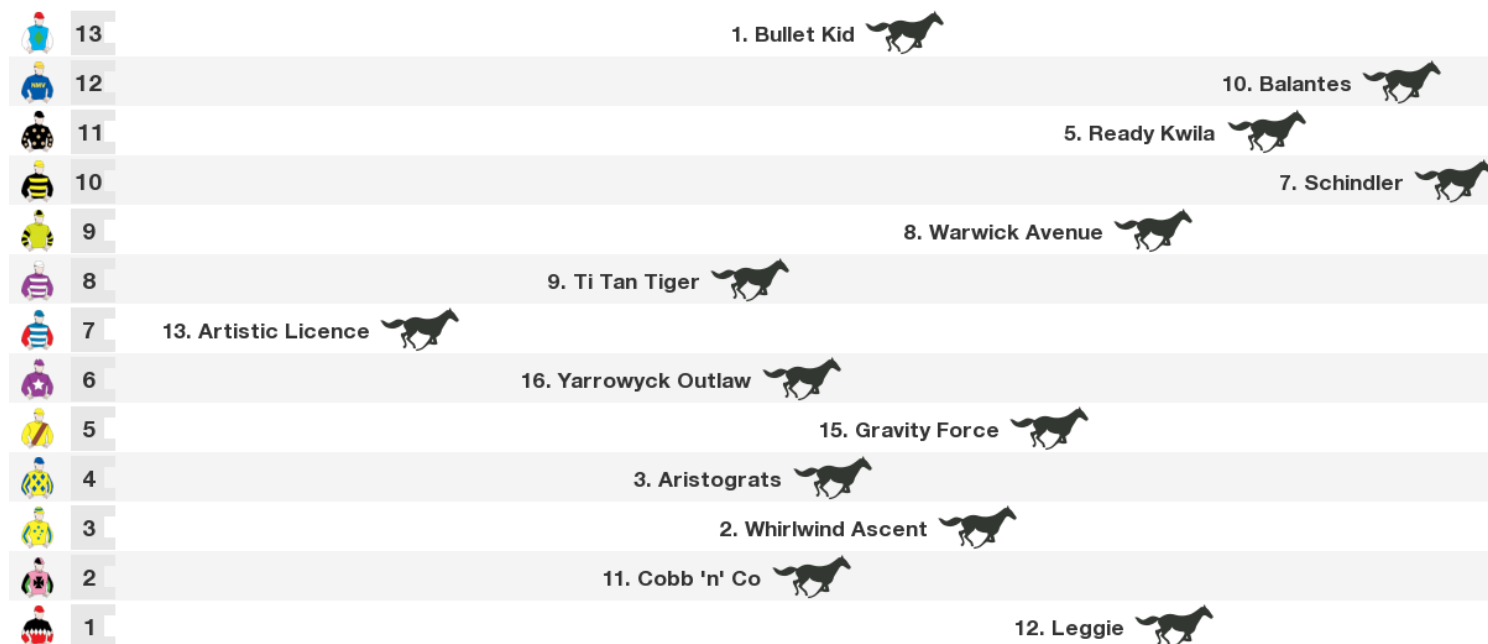 13 1. Bullet Kid
NMV 12 10. Balantes
11 5. Ready Kwila
10 7. Schindler
9 8. Warwick Avenue
8 9. Ti Tan Tiger
7 13. Artistic Licence
6 16. Yarrowyck Outlaw
5 15. Gravity Force
4 3. Aristograts
3 2. Whirlwind Ascent
2 11. Cobb 'n' Co
1 12. Leggie